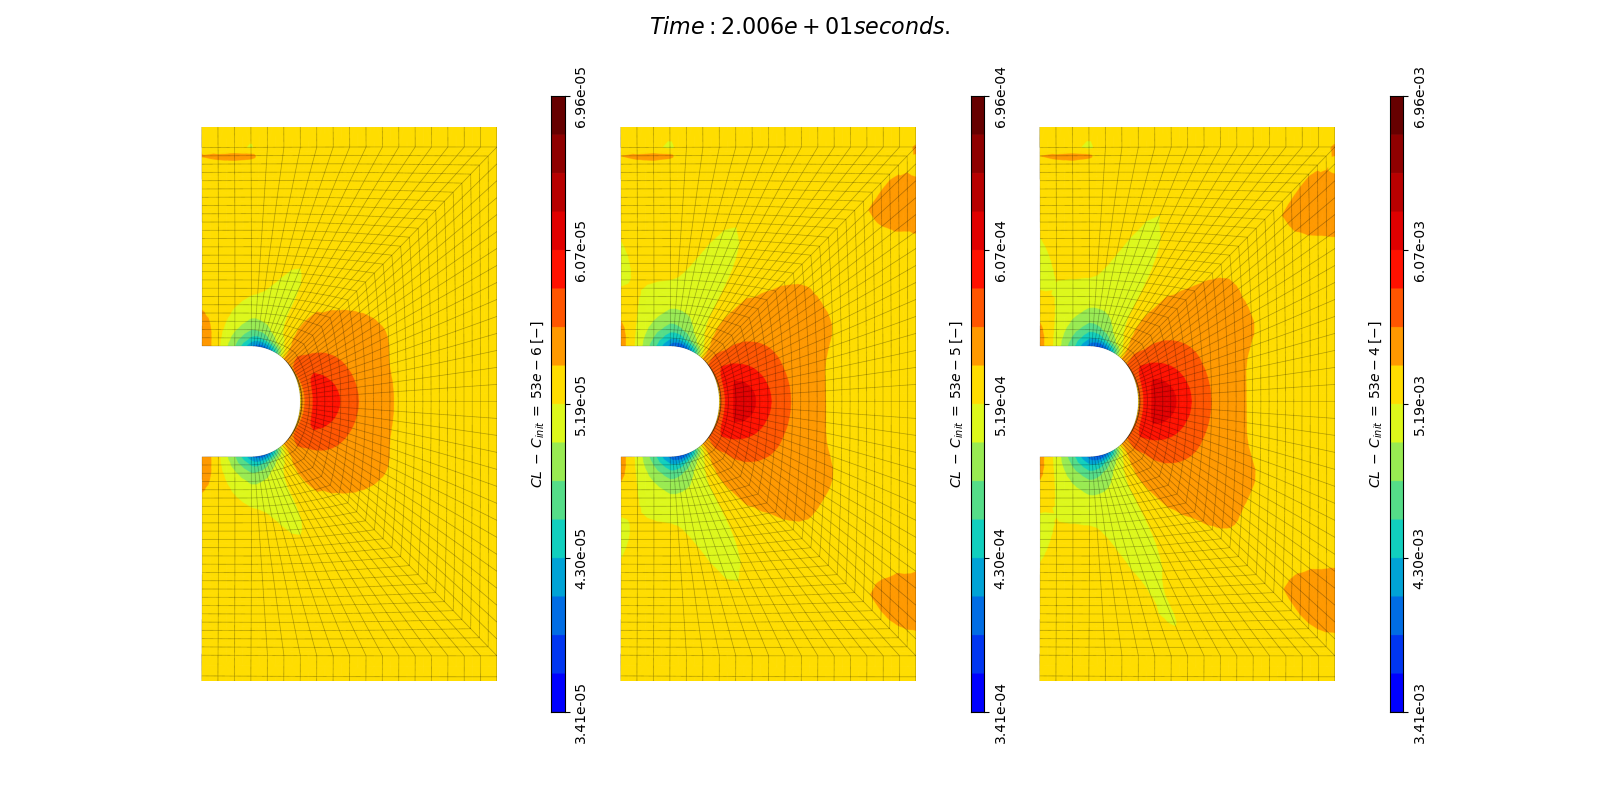 Time : 2.006e + 01seconds.
6.96e-05
6.07e-05
5.19e-05
4.30e-05
3.41e-05
CL − C_init = 53e − 6 [−]
6.96e-04
6.07e-04
5.19e-04
4.30e-04
3.41e-04
CL − C_init = 53e − 5 [−]
6.96e-03
6.07e-03
5.19e-03
4.30e-03
3.41e-03
CL − C_init = 53e − 4 [−]